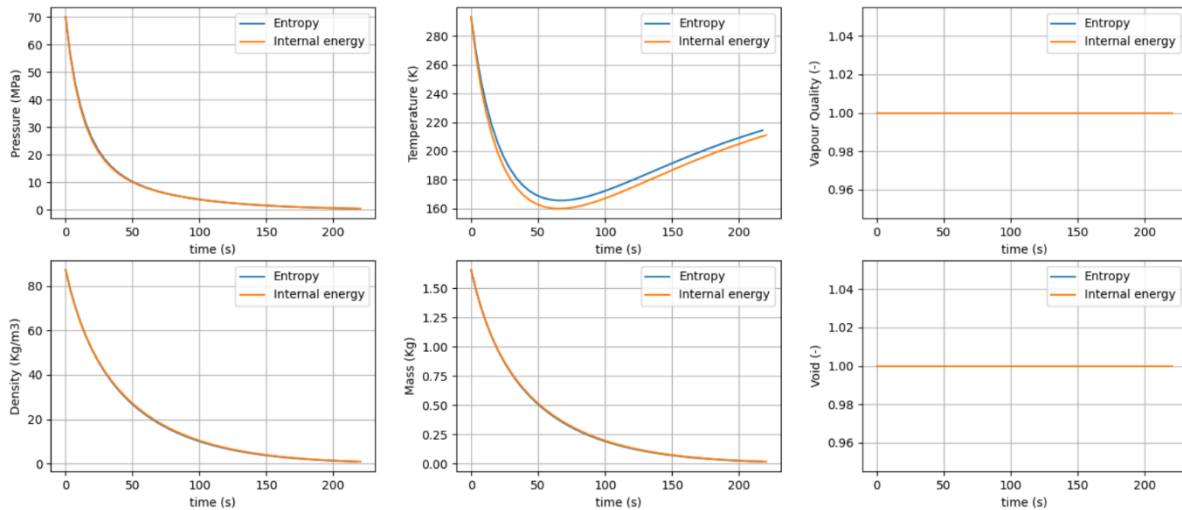 Pressure (MPa)
70
60
50
40
30
20
10
0
Entropy
Internal energy
0
50
100
150
200
time (s)
Temperature (K)
280
260
240
220
200
180
160
Entropy
Internal energy
0
50
100
150
200
time (s)
Vapour Quality (-)
1.04
1.02
1.00
0.98
0.96
Entropy
Internal energy
0
50
100
150
200
time (s)
Density (Kg/m3)
80
60
40
20
0
Entropy
Internal energy
0
50
100
150
200
time (s)
Mass (Kg)
1.50
1.25
1.00
0.75
0.50
0.25
0.00
Entropy
Internal energy
0
50
100
150
200
time (s)
Void (-)
1.04
1.02
1.00
0.98
0.96
Entropy
Internal energy
0
50
100
150
200
time (s)